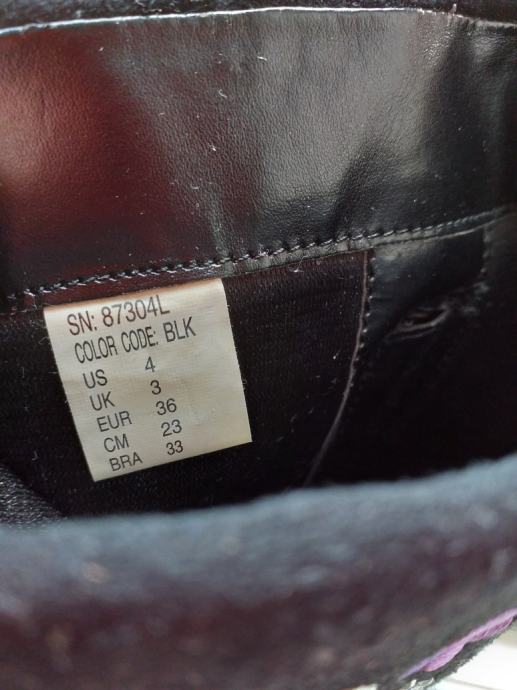 SN: 87304L
COLOR CODE: BLK
US 4
UK 3
EUR 36
CM 23
BRA 33